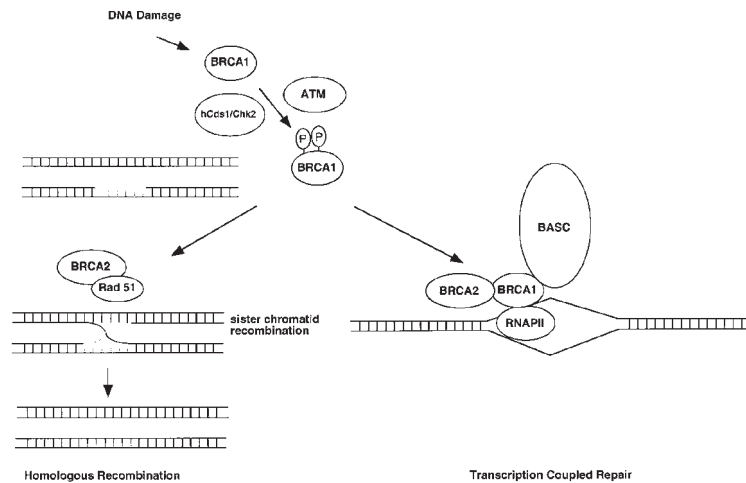 DNA Damage
BRCA1
ATM
hCds1/Chk2
P P
BRCA1
BASC
BRCA2
Rad 51
BRCA2
BRCA1
sister chromatid
recombination
RNAPII
Homologous Recombination
Transcription Coupled Repair